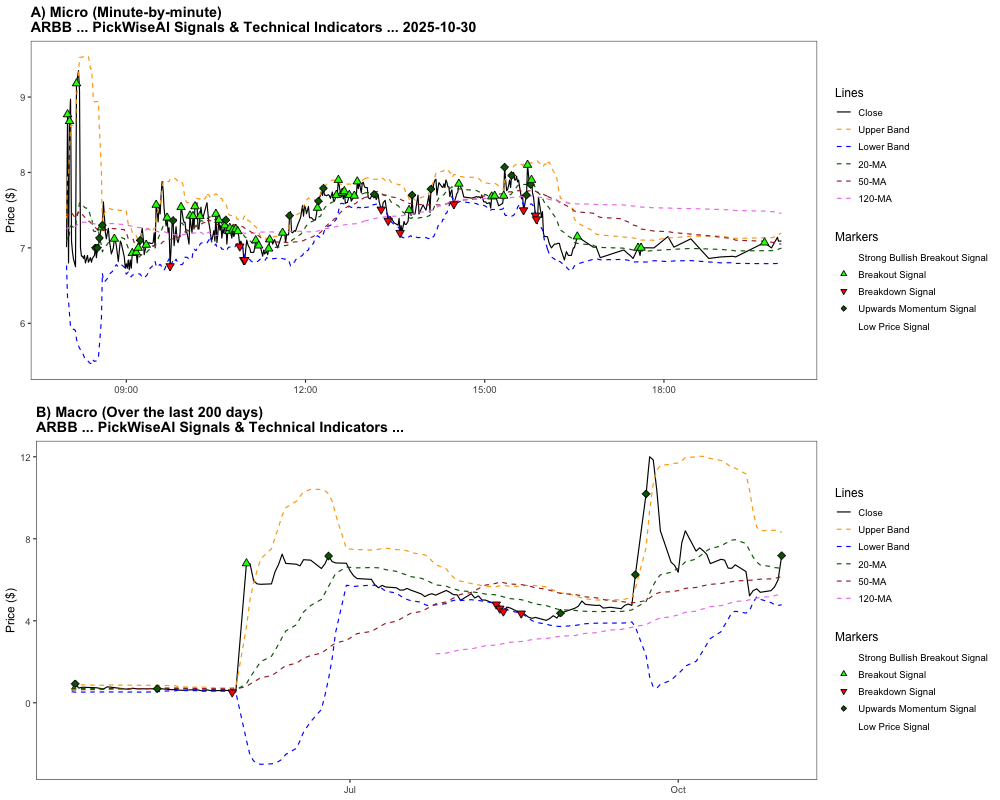 A) Micro (Minute-by-minute)
ARBB ... PickWiseAI Signals & Technical Indicators ... 2025-10-30
Price ($)
9
8
7
6
09:00
12:00
15:00
18:00
Lines
Close
Upper Band
Lower Band
20-MA
50-MA
120-MA
Markers
Strong Bullish Breakout Signal
Breakout Signal
Breakdown Signal
Upwards Momentum Signal
Low Price Signal
B) Macro (Over the last 200 days)
ARBB ... PickWiseAI Signals & Technical Indicators ...
Price ($)
12
8
4
0
Jul
Oct
Lines
Close
Upper Band
Lower Band
20-MA
50-MA
120-MA
Markers
Strong Bullish Breakout Signal
Breakout Signal
Breakdown Signal
Upwards Momentum Signal
Low Price Signal